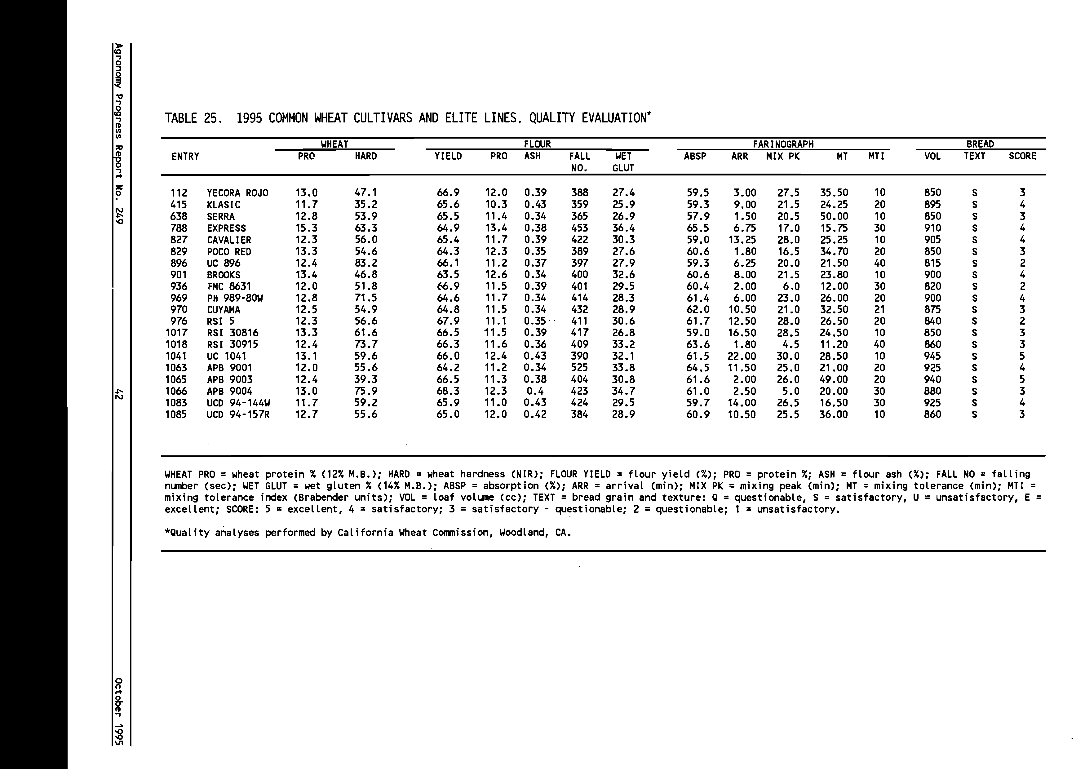 Agronomy Progress Report No. 249 42 October 1995
TABLE 25. 1995 COMMON WHEAT CULTIVARS AND ELITE LINES. QUALITY EVALUATION*
WHEAT FLOUR FARINOGRAPH BREAD
ENTRY PRO HARD YIELD PRO ASH FALL WET ABSP ARR MIX PK MT MTI VOL TEXT SCORE
NO. GLUT
112 YECORA ROJO 13.0 47.1 66.9 12.0 0.39 388 27.4 59.5 3.00 27.5 35.50 10 850 S 3
415 KLASIC 11.7 35.2 65.6 10.3 0.43 359 25.9 59.3 9.00 21.5 24.25 20 895 S 4
638 SERRA 12.8 53.9 65.5 11.4 0.34 365 26.9 57.9 1.50 20.5 50.00 10 850 S 3
788 EXPRESS 15.3 63.3 64.9 13.4 0.38 453 36.4 65.5 6.75 17.0 15.75 30 910 S 4
827 CAVALIER 12.3 56.0 65.4 11.7 0.39 422 30.3 59.0 13.25 28.0 25.25 10 905 S 4
829 POCO RED 13.3 54.6 64.3 12.3 0.35 389 27.6 60.6 1.80 16.5 34.70 20 850 S 3
896 UC 896 12.4 83.2 66.1 11.2 0.37 397 27.9 59.3 6.25 20.0 21.50 40 815 S 2
901 BROOKS 13.4 46.8 63.5 12.6 0.34 400 32.6 60.6 8.00 21.5 23.80 10 900 S 4
936 FMC 8631 12.0 51.8 66.9 11.5 0.39 401 29.5 60.4 2.00 6.0 12.00 30 820 S 2
969 PH 989-80W 12.8 71.5 64.6 11.7 0.34 414 28.3 61.4 6.00 23.0 26.00 20 900 S 4
970 CUYAMA 12.5 54.9 64.8 11.5 0.34 432 28.9 62.0 10.50 21.0 32.50 21 875 S 3
976 RSI 5 12.3 56.6 67.9 11.1 0.35 411 30.6 61.7 12.50 28.0 26.50 20 840 S 2
1017 RSI 30816 13.3 61.6 66.5 11.5 0.39 417 26.8 59.0 16.50 28.5 24.50 10 850 S 3
1018 RSI 30915 12.4 73.7 66.3 11.6 0.36 409 33.2 63.6 1.80 4.5 11.20 40 860 S 3
1041 UC 1041 13.1 59.6 66.0 12.4 0.43 390 32.1 61.5 22.00 30.0 28.50 10 945 S 5
1063 APB 9001 12.0 55.6 64.2 11.2 0.34 525 33.8 64.5 11.50 25.0 21.00 20 925 S 4
1065 APB 9003 12.4 39.3 66.5 11.3 0.38 404 30.8 61.6 2.00 26.0 49.00 20 940 S 5
1066 APB 9004 13.0 75.9 68.3 12.3 0.4 423 34.7 61.0 2.50 5.0 20.00 30 880 S 3
1083 UCD 94-144W 11.7 59.2 65.9 11.0 0.43 424 29.5 59.7 14.00 26.5 16.50 30 925 S 4
1085 UCD 94-157R 12.7 55.6 65.0 12.0 0.42 384 28.9 60.9 10.50 25.5 36.00 10 860 S 3
WHEAT PRO = wheat protein % (12% M.B.); HARD = wheat hardness (NIR); FLOUR YIELD = flour yield (%); PRO = protein %; ASH = flour ash (%); FALL NO = falling
number (sec); WET GLUT = wet gluten % (14% M.B.); ABSP = absorption (%); ARR = arrival (min); MIX PK = mixing peak (min); MT = mixing tolerance (min); MTI =
mixing tolerance index (Brabender units); VOL = loaf volume (cc); TEXT = bread grain and texture: Q = questionable, S = satisfactory, U = unsatisfactory, E =
excellent; SCORE: 5 = excellent, 4 = satisfactory; 3 = satisfactory - questionable; 2 = questionable; 1 = unsatisfactory.
*Quality analyses performed by California Wheat Commission, Woodland, CA.